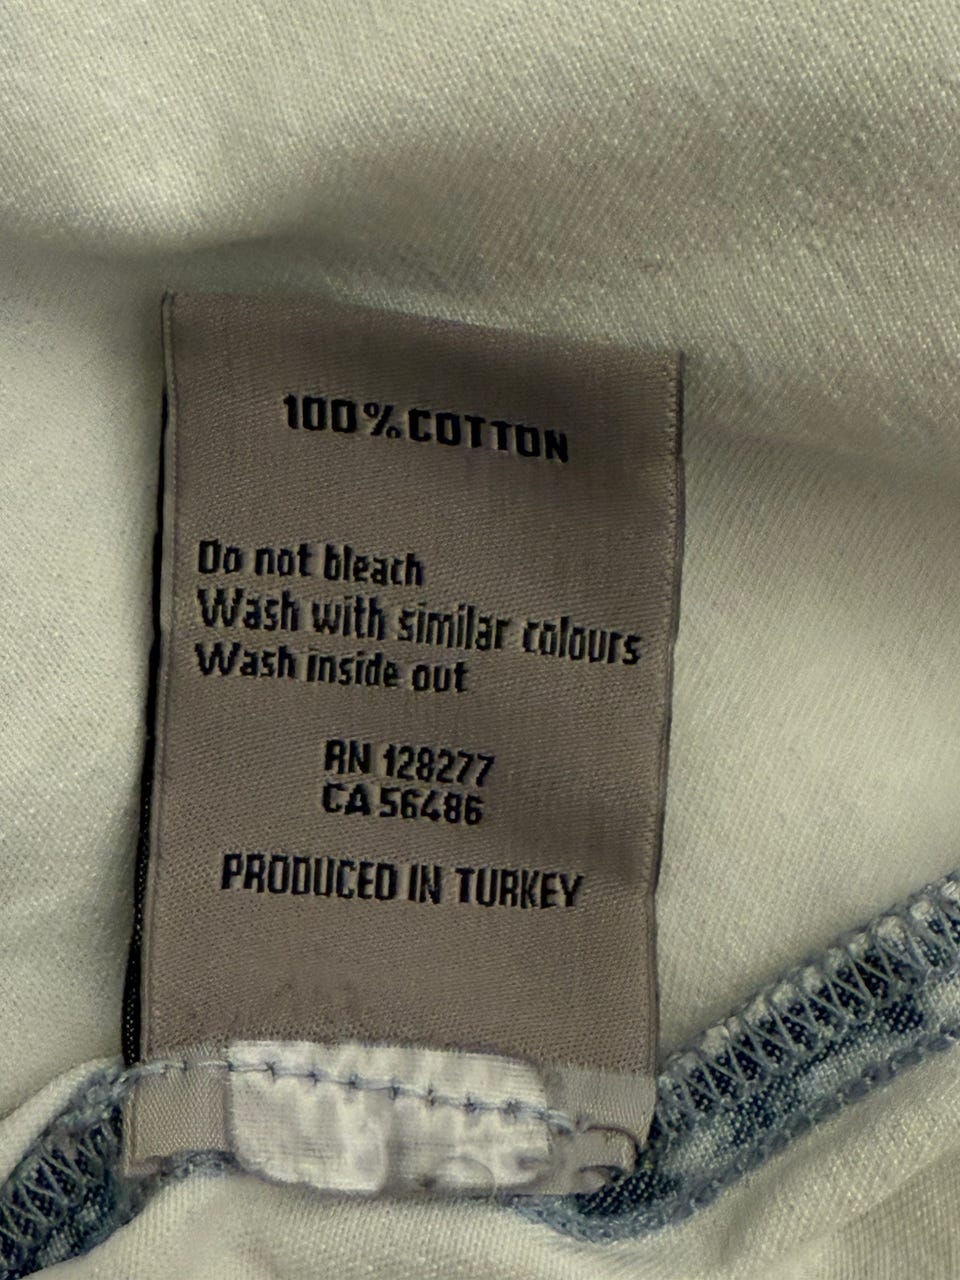 100% COTTON
Do not bleach
Wash with similar colours
Wash inside out
RN 128277
CA 56486
PRODUCED IN TURKEY